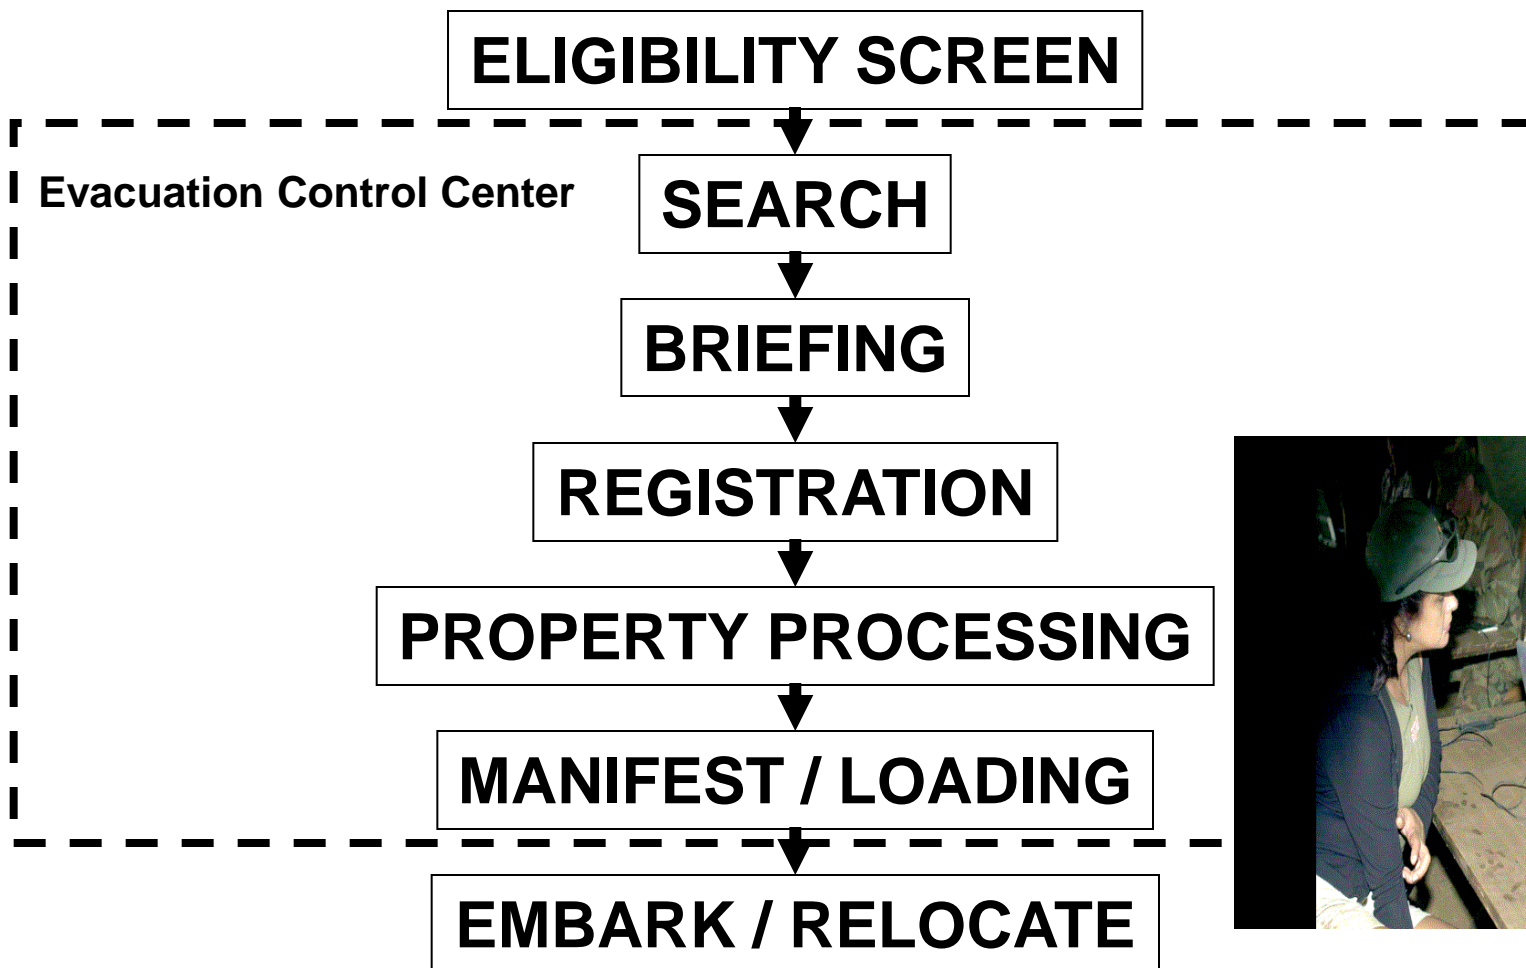 ELIGIBILITY SCREEN
Evacuation Control Center
SEARCH
BRIEFING
REGISTRATION
PROPERTY PROCESSING
MANIFEST / LOADING
EMBARK / RELOCATE